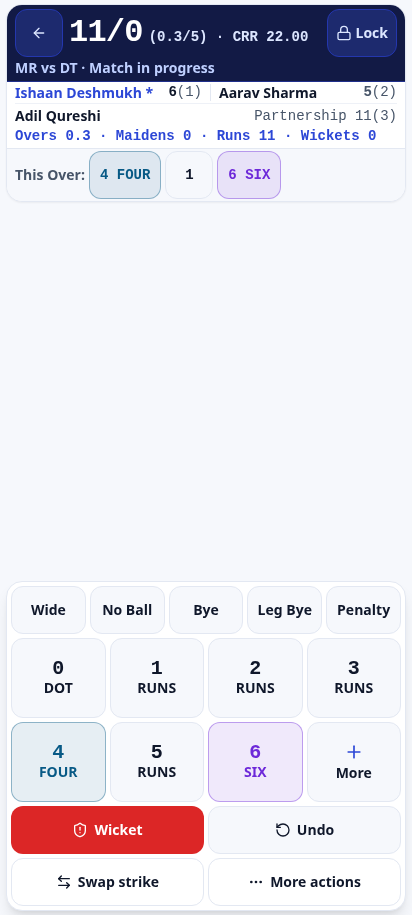 11/0 (0.3/5) · CRR 22.00 Lock
MR vs DT · Match in progress
Ishaan Deshmukh * 6(1) Aarav Sharma 5(2)
Adil Qureshi Partnership 11(3)
Overs 0.3 · Maidens 0 · Runs 11 · Wickets 0
This Over: 4 FOUR 1 6 SIX
Wide No Ball Bye Leg Bye Penalty
0 1 2 3
DOT RUNS RUNS RUNS
4 5 6
FOUR RUNS SIX More
Wicket Undo
Swap strike More actions